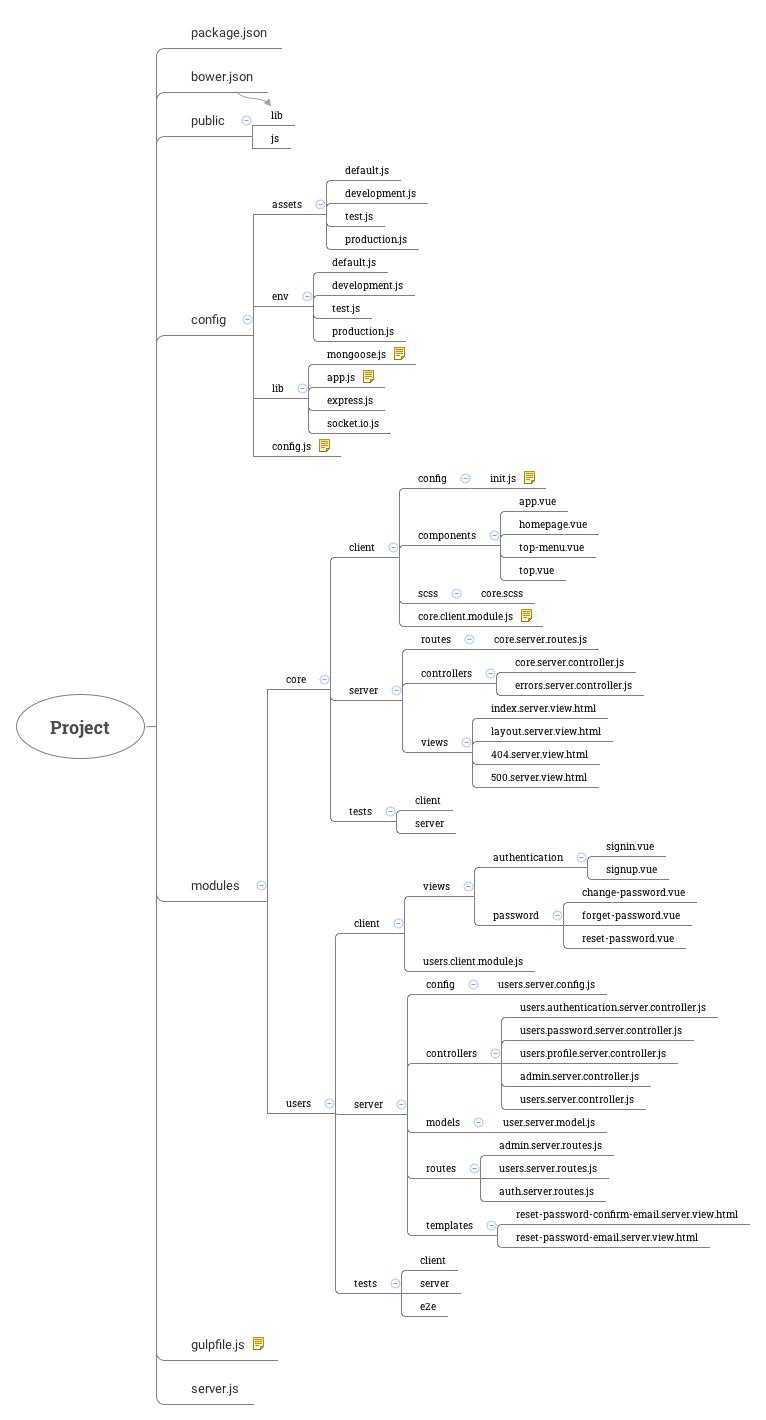 package.json
bower.json
public
lib
js
config
assets
default.js
development.js
test.js
production.js
env
default.js
development.js
test.js
production.js
lib
mongoose.js
app.js
express.js
socket.io.js
config.js
Project
modules
core
client
config
init.js
components
app.vue
homepage.vue
top-menu.vue
top.vue
scss
core.scss
core.client.module.js
server
routes
core.server.routes.js
controllers
core.server.controller.js
errors.server.controller.js
views
index.server.view.html
layout.server.view.html
404.server.view.html
500.server.view.html
tests
client
server
users
client
views
authentication
signin.vue
signup.vue
password
change-password.vue
forget-password.vue
reset-password.vue
users.client.module.js
server
config
users.server.config.js
controllers
users.authentication.server.controller.js
users.password.server.controller.js
users.profile.server.controller.js
admin.server.controller.js
users.server.controller.js
models
user.server.model.js
routes
admin.server.routes.js
users.server.routes.js
auth.server.routes.js
templates
reset-password-confirm-email.server.view.html
reset-password-email.server.view.html
tests
client
server
e2e
gulpfile.js
server.js